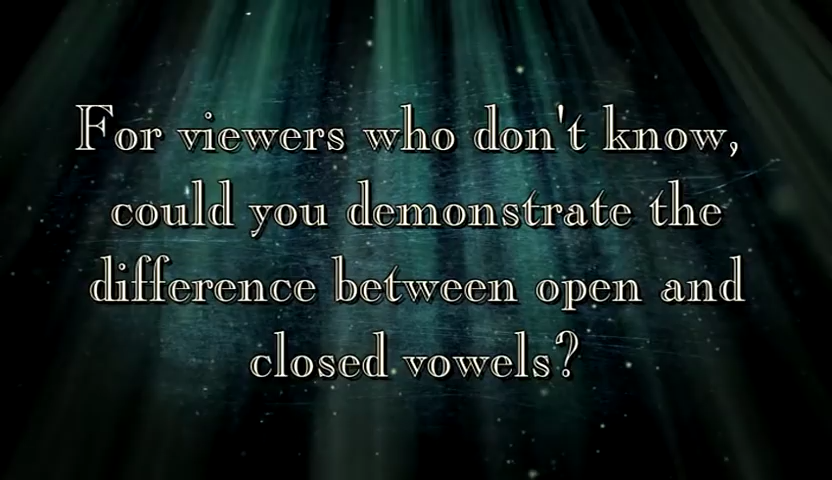 For viewers who don't know,
could you demonstrate the
difference between open and
closed vowels?